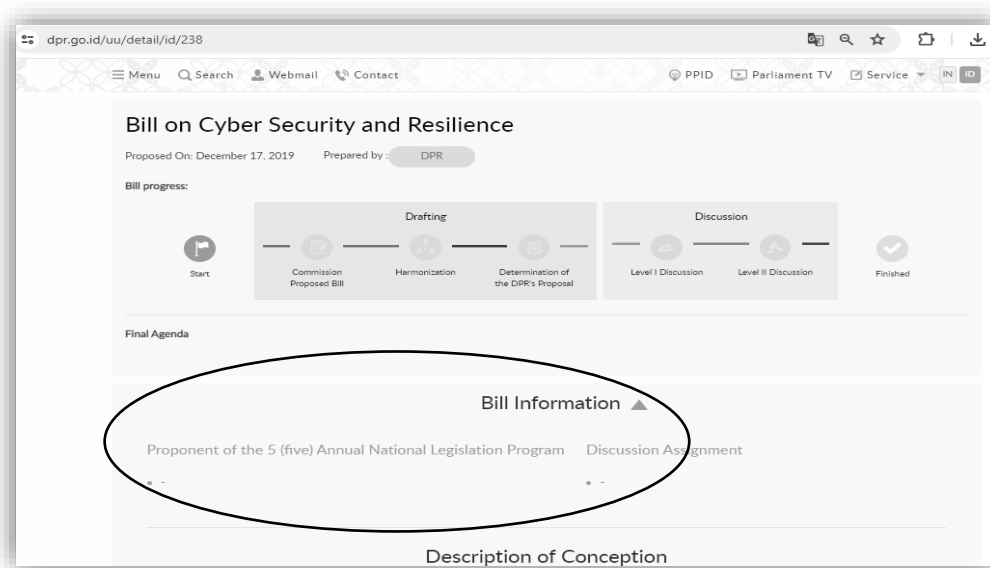 dpr.go.id/uu/detail/id/238
Menu Search Webmail Contact PPID Parliament TV Service IN ID
Bill on Cyber Security and Resilience
Proposed On: December 17, 2019 Prepared by : DPR
Bill progress:
Drafting Discussion
Start Commission Proposed Bill Harmonization Determination of the DPR's Proposal Level I Discussion Level II Discussion Finished
Final Agenda
Bill Information
Proponent of the 5 (five) Annual National Legislation Program Discussion Assignment
• - • -
Description of Conception